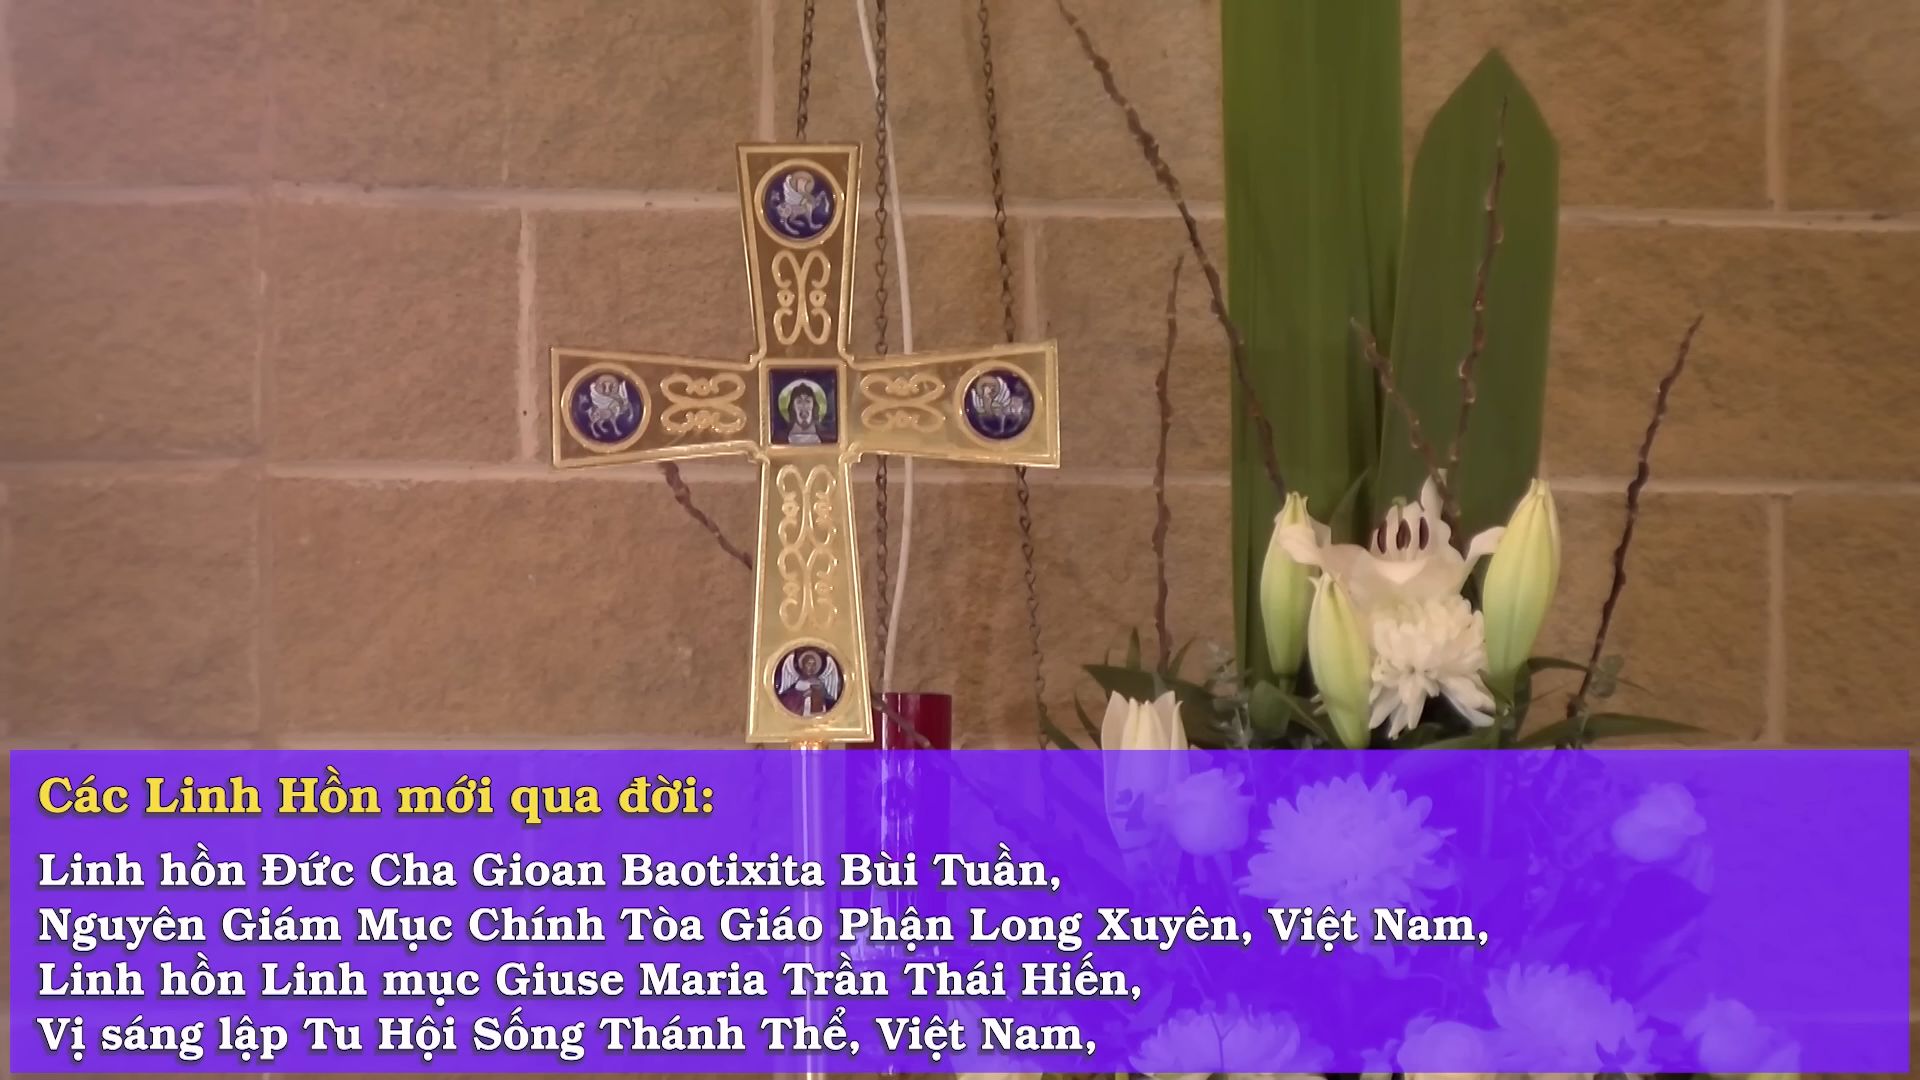 Các Linh Hồn mới qua đời:
Linh hồn Đức Cha Gioan Baotixita Bùi Tuần,
Nguyên Giám Mục Chính Tòa Giáo Phận Long Xuyên, Việt Nam,
Linh hồn Linh mục Giuse Maria Trần Thái Hiến,
Vị sáng lập Tu Hội Sống Thánh Thể, Việt Nam,